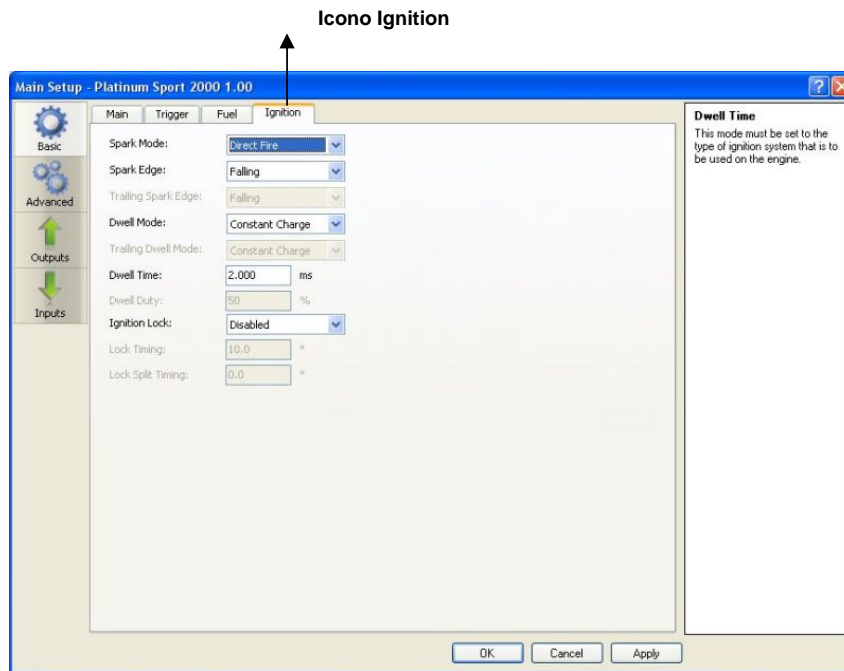 Icono Ignition
Main Setup - Platinum Sport 2000 1.00
Basic
Advanced
Outputs
Inputs
Main Trigger Fuel Ignition
Spark Mode: Direct Fire
Spark Edge: Falling
Trailing Spark Edge: Falling
Dwell Mode: Constant Charge
Trailing Dwell Mode: Constant Charge
Dwell Time: 2.000 ms
Dwell Duty: 50 %
Ignition Lock: Disabled
Lock Timing: 10.0 °
Lock Split Timing: 0.0 °
Dwell Time
This mode must be set to the
type of ignition system that is to
be used on the engine.
OK Cancel Apply